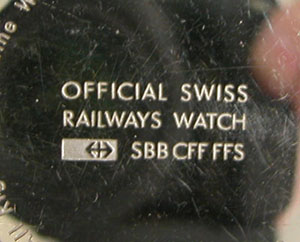 OFFICIAL SWISS
RAILWAYS WATCH
SBB CFF FFS